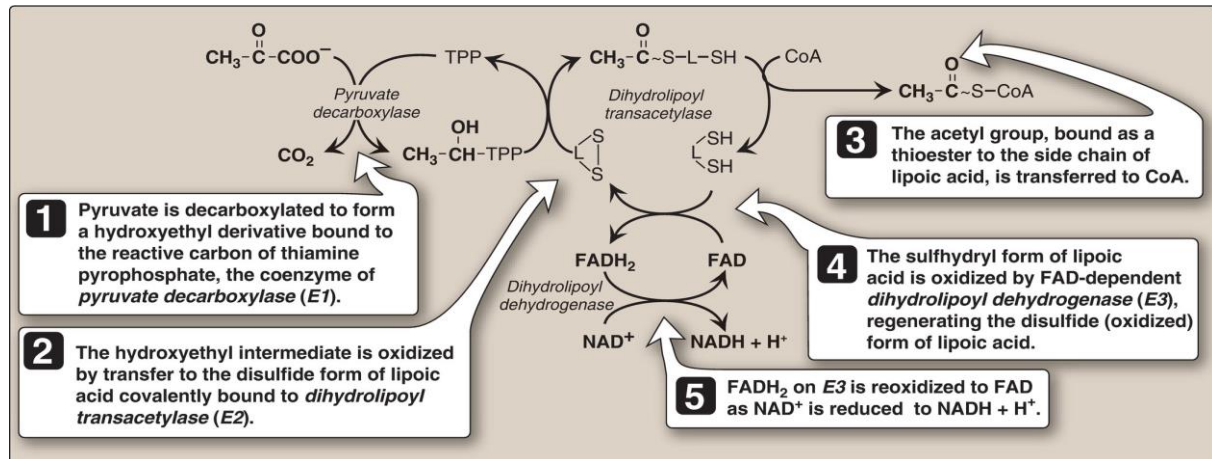 O
CH₃-C-COO⁻
TPP
O
CH₃-C~S-L-SH
CoA
O
CH₃-C~S-CoA
Pyruvate
decarboxylase
Dihydrolipoyl
transacetylase
OH
CO₂
CH₃-CH-TPP
S
L
S
SH
L
SH
3
The acetyl group, bound as a
thioester to the side chain of
lipoic acid, is transferred to CoA.
1
Pyruvate is decarboxylated to form
a hydroxyethyl derivative bound to
the reactive carbon of thiamine
pyrophosphate, the coenzyme of
pyruvate decarboxylase (E1).
FADH₂
FAD
Dihydrolipoyl
dehydrogenase
NAD⁺
NADH + H⁺
4
The sulfhydryl form of lipoic
acid is oxidized by FAD-dependent
dihydrolipoyl dehydrogenase (E3),
regenerating the disulfide (oxidized)
form of lipoic acid.
2
The hydroxyethyl intermediate is oxidized
by transfer to the disulfide form of lipoic
acid covalently bound to dihydrolipoyl
transacetylase (E2).
5
FADH₂ on E3 is reoxidized to FAD
as NAD⁺ is reduced to NADH + H⁺.